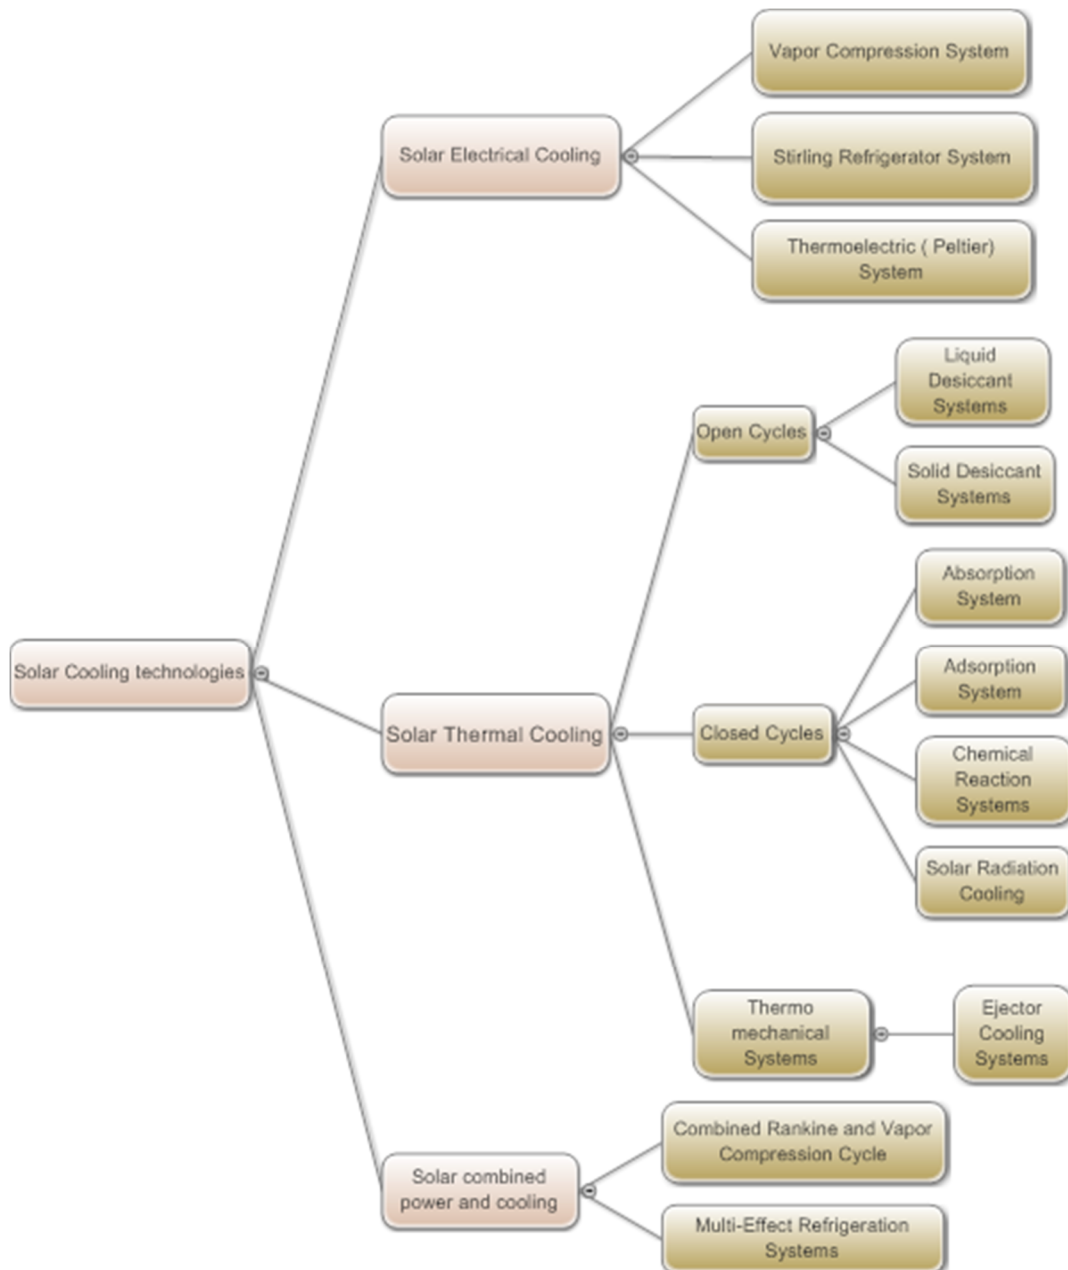 Vapor Compression System
Solar Electrical Cooling
Stirling Refrigerator System
Thermoelectric ( Peltier)
System
Liquid
Desiccant
Systems
Open Cycles
Solid Desiccant
Systems
Absorption
System
Solar Cooling technologies
Adsorption
System
Solar Thermal Cooling
Closed Cycles
Chemical
Reaction
Systems
Solar Radiation
Cooling
Thermo
mechanical
Systems
Ejector
Cooling
Systems
Combined Rankine and Vapor
Compression Cycle
Solar combined
power and cooling
Multi-Effect Refrigeration
Systems